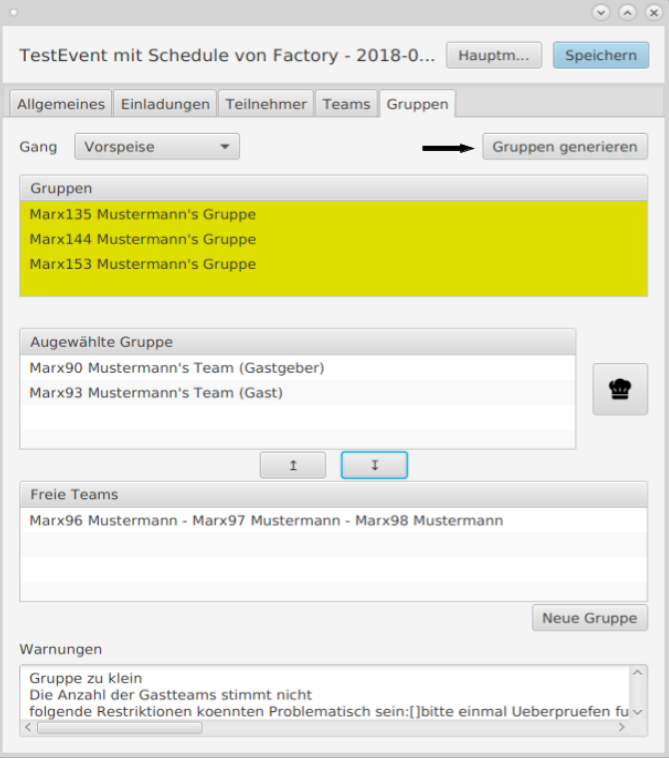 TestEvent mit Schedule von Factory - 2018-0...
Hauptm...
Speichern
Allgemeines
Einladungen
Teilnehmer
Teams
Gruppen
Gang
Vorspeise
Gruppen generieren
Gruppen
Marx135 Mustermann's Gruppe
Marx144 Mustermann's Gruppe
Marx153 Mustermann's Gruppe
Augewählte Gruppe
Marx90 Mustermann's Team (Gastgeber)
Marx93 Mustermann's Team (Gast)
↥
↧
Freie Teams
Marx96 Mustermann - Marx97 Mustermann - Marx98 Mustermann
Neue Gruppe
Warnungen
Gruppe zu klein
Die Anzahl der Gastteams stimmt nicht
folgende Restriktionen koennten Problematisch sein:[]bitte einmal Ueberpruefen fu